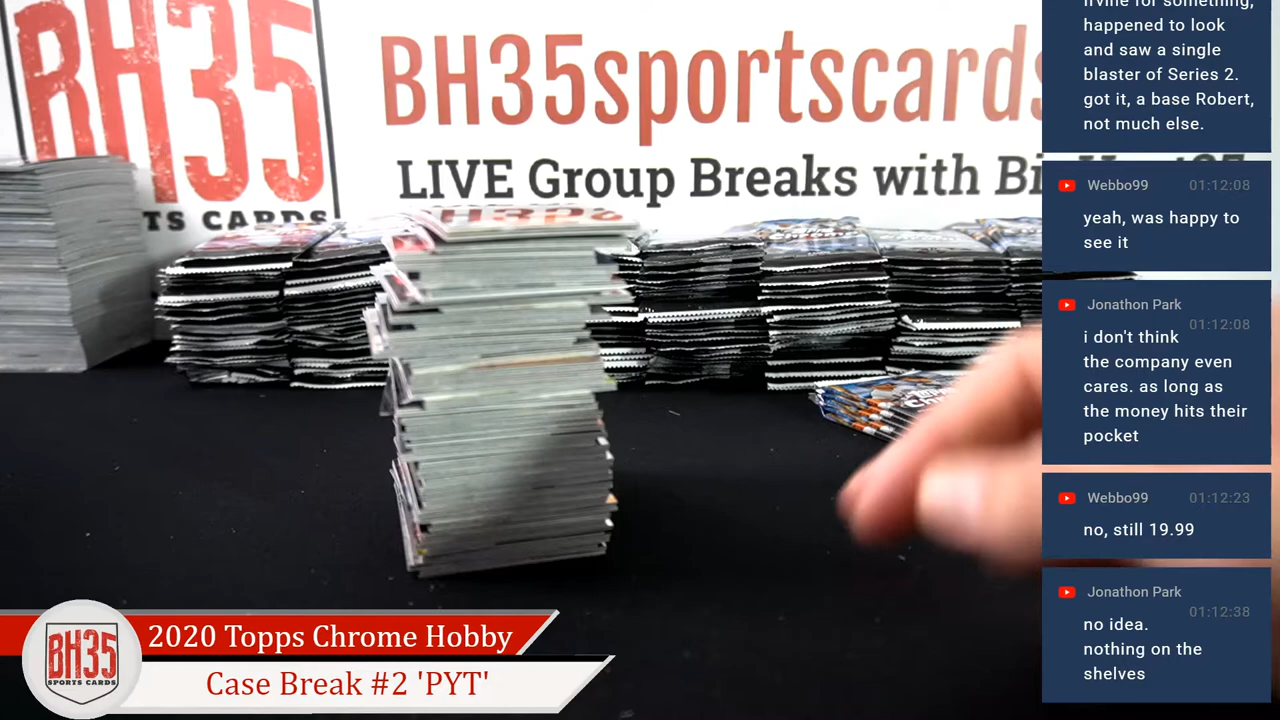 BH35
RTS CARDS
BH35sportscards
LIVE Group Breaks with Bi
2020 Topps Chrome Hobby
Case Break #2 'PYT'
BH35
SPORTS CARDS
happened to look
and saw a single
blaster of Series 2.
got it, a base Robert,
not much else.
Webbo99 01:12:08
yeah, was happy to
see it
Jonathon Park
01:12:08
i don't think
the company even
cares. as long as
the money hits their
pocket
Webbo99 01:12:23
no, still 19.99
Jonathon Park
01:12:38
no idea.
nothing on the
shelves